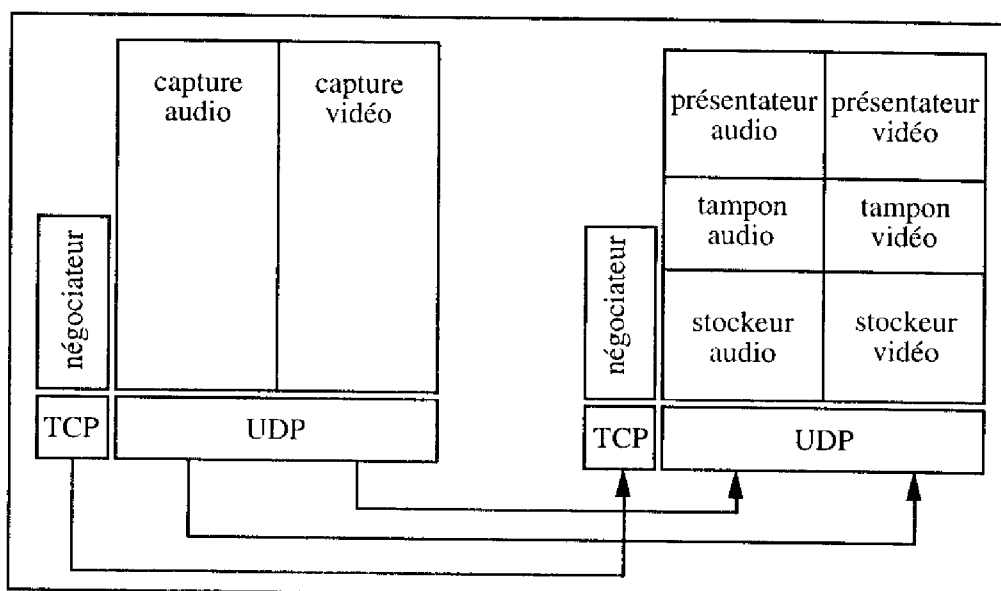 capture
audio
capture
vidéo
négociateur
TCP
UDP
présentateur
audio
présentateur
vidéo
tampon
audio
tampon
vidéo
stockeur
audio
stockeur
vidéo
négociateur
TCP
UDP